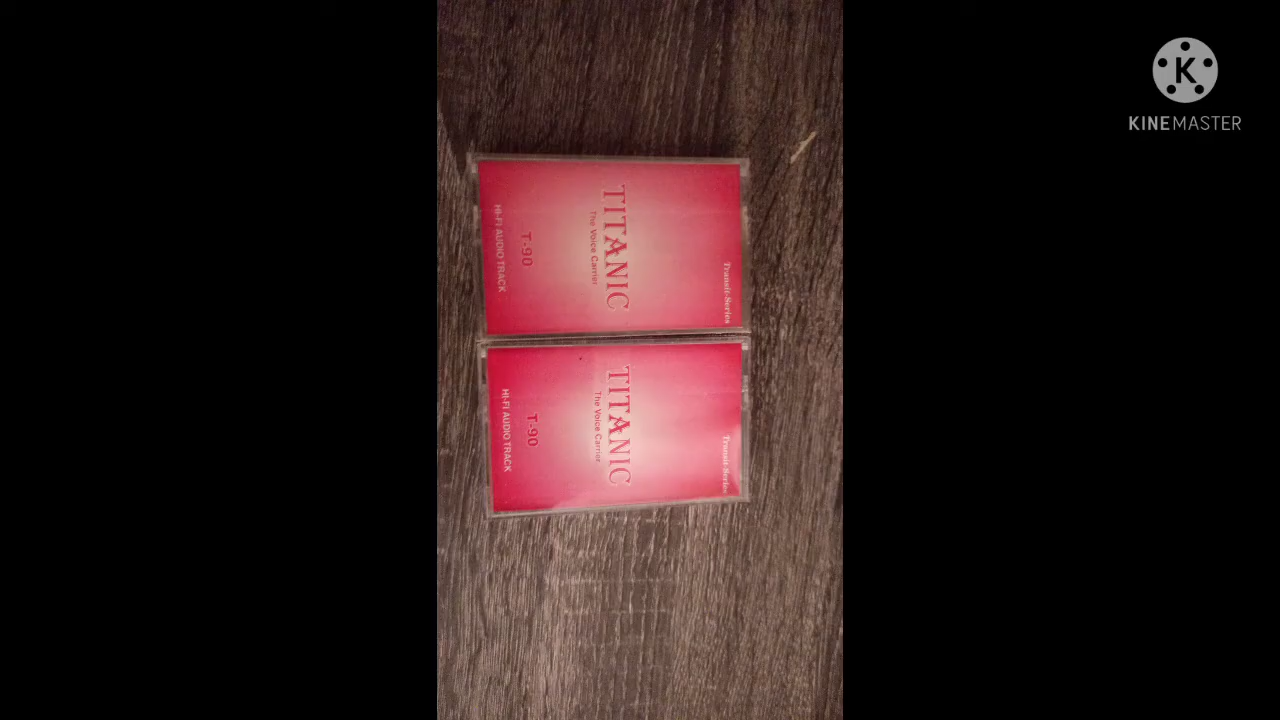 Transit-Series
TITANIC
The Voice Carrier
T-90
HI-FI AUDIO TRACK
Transit-Series
TITANIC
The Voice Carrier
T-90
HI-FI AUDIO TRACK
K
KINEMASTER